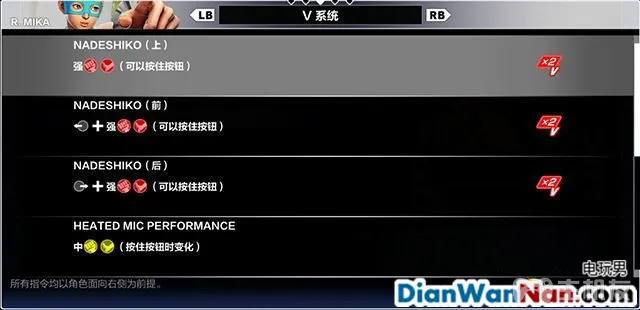 R. MIKA
LB
V 系统
RB
NADESHIKO（上）
强（可以按住按钮）
×2
V
NADESHIKO（前）
+强（可以按住按钮）
×2
V
NADESHIKO（后）
+强（可以按住按钮）
×2
V
HEATED MIC PERFORMANCE
中（按住按钮时变化）
所有指令均以角色面向右侧为前提。
电玩男
DianWanNan.com